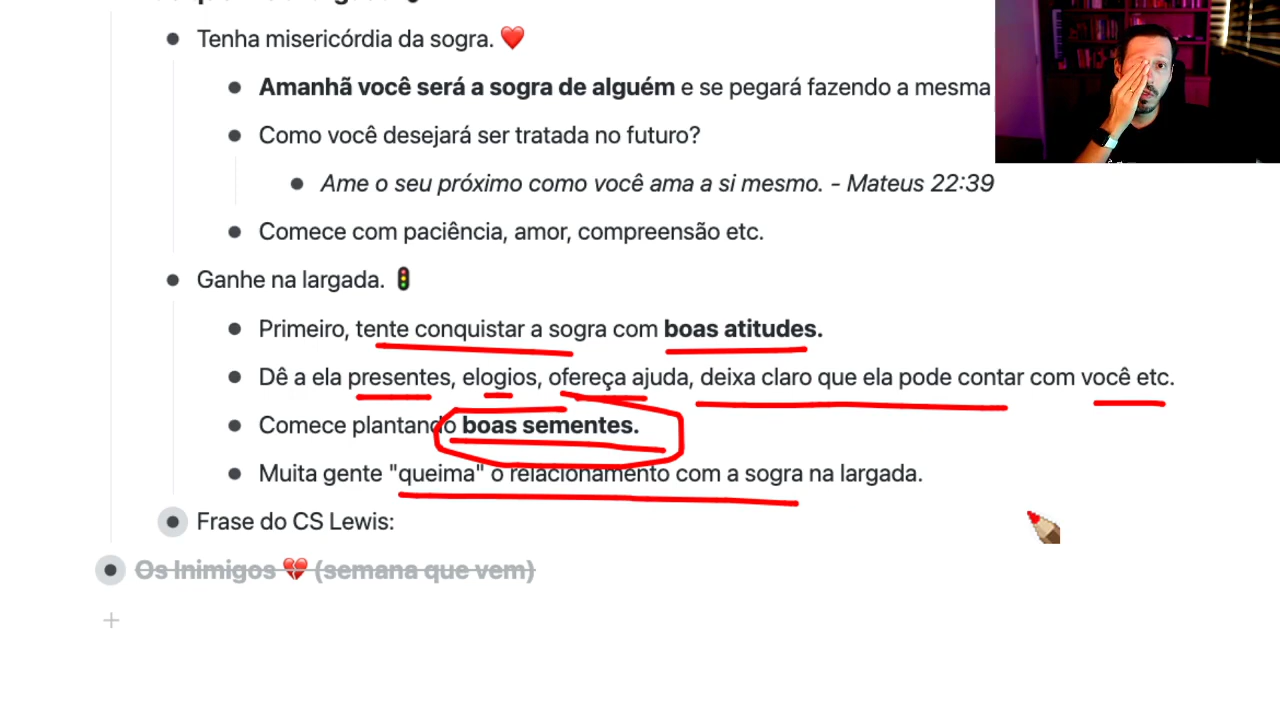 Tenha misericórdia da sogra. ❤️
Amanhã você será a sogra de alguém e se pegará fazendo a mesma
Como você desejará ser tratada no futuro?
Ame o seu próximo como você ama a si mesmo. - Mateus 22:39
Comece com paciência, amor, compreensão etc.
Ganhe na largada. 🚦
Primeiro, tente conquistar a sogra com boas atitudes.
Dê a ela presentes, elogios, ofereça ajuda, deixa claro que ela pode contar com você etc.
Comece plantando boas sementes.
Muita gente "queima" o relacionamento com a sogra na largada.
Frase do CS Lewis:
Os Inimigos 💔 (semana que vem)